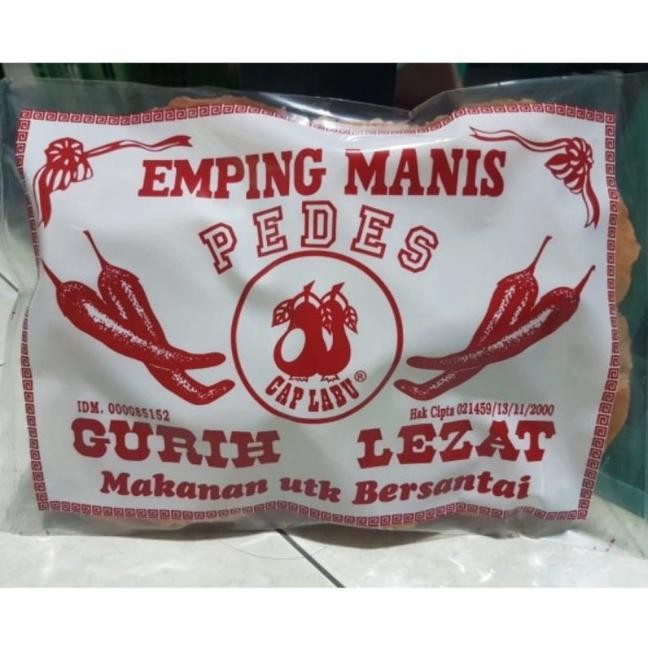 EMPING MANIS
PEDES
CAP LABU®
IDM. 000085152
Hak Cipta 021459/13/11/2000
GURIH LEZAT
Makanan utk Bersantai